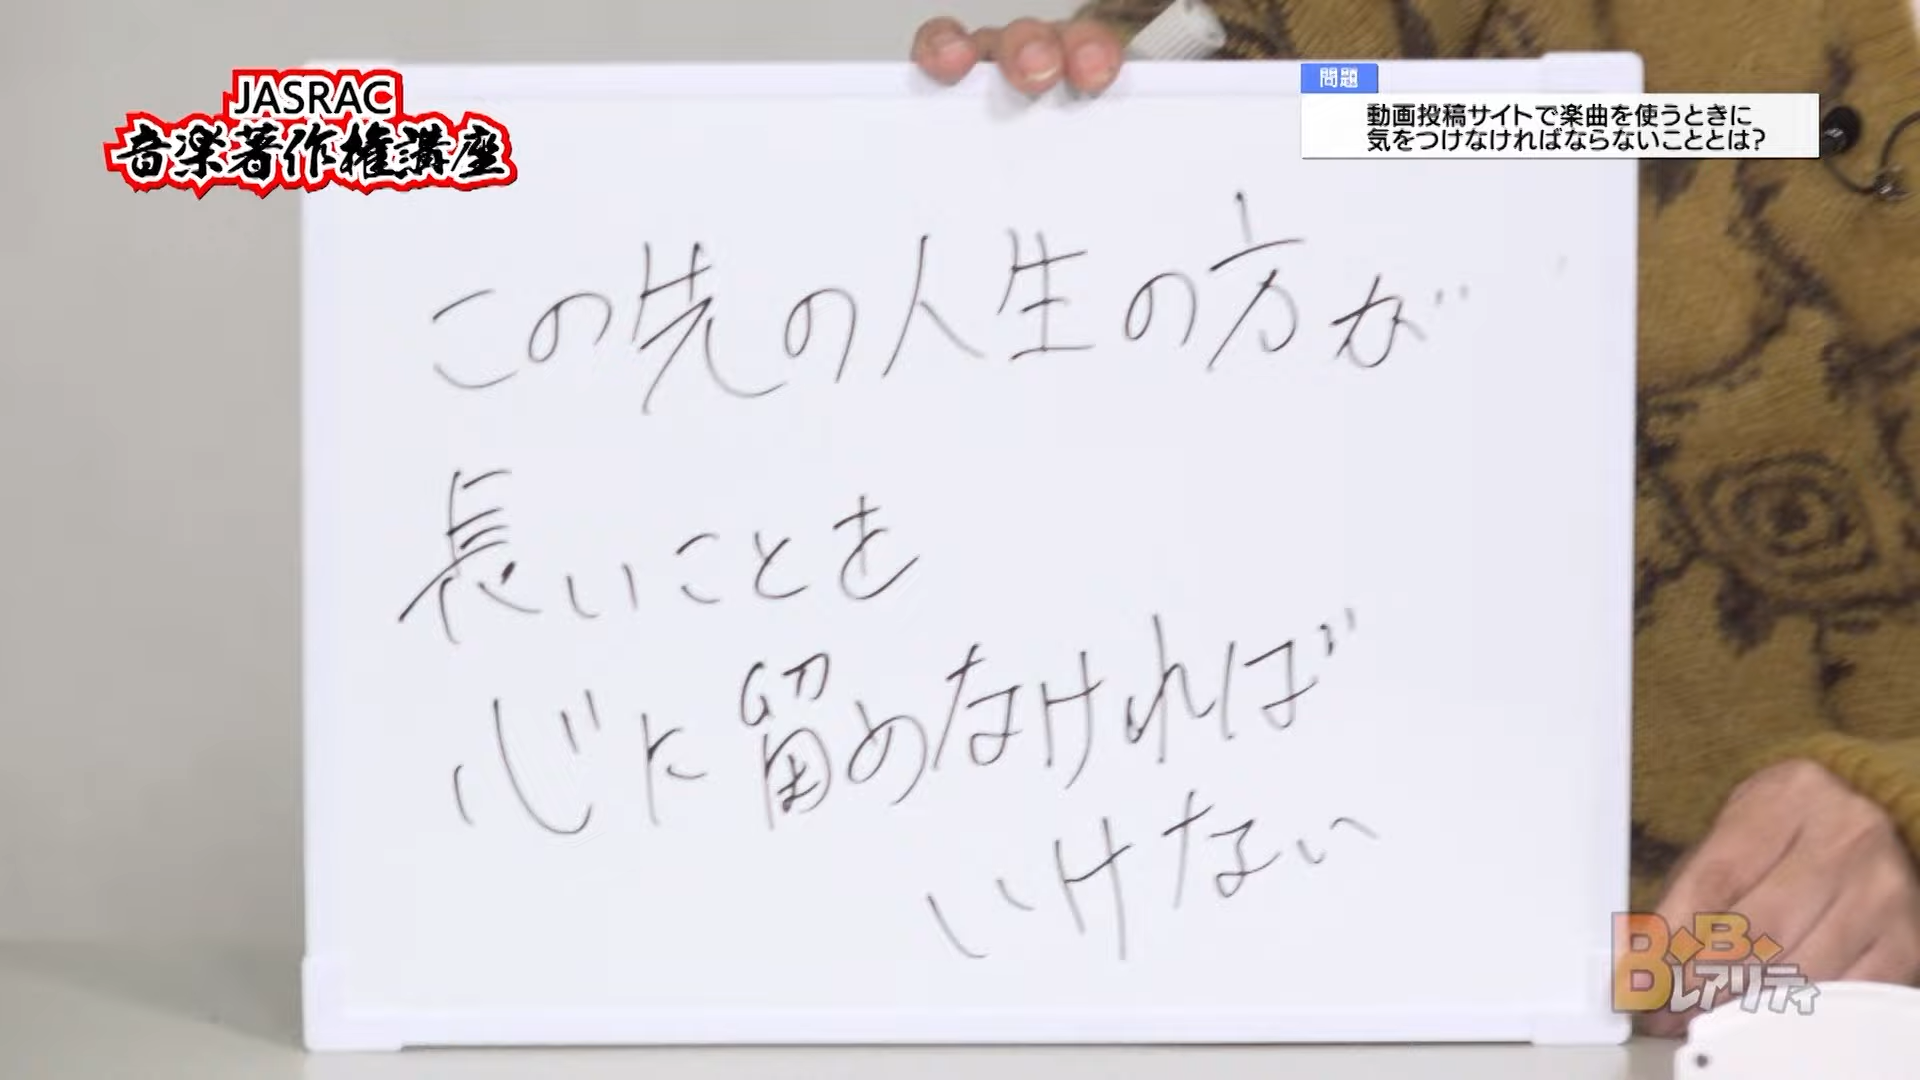 JASRAC
音楽著作権講座
問題
動画投稿サイトで楽曲を使うときに
気をつけなければならないこととは?
この先の人生の方が
長いことを
心に留めなければ
いけない
B・B・
Bレアリティ